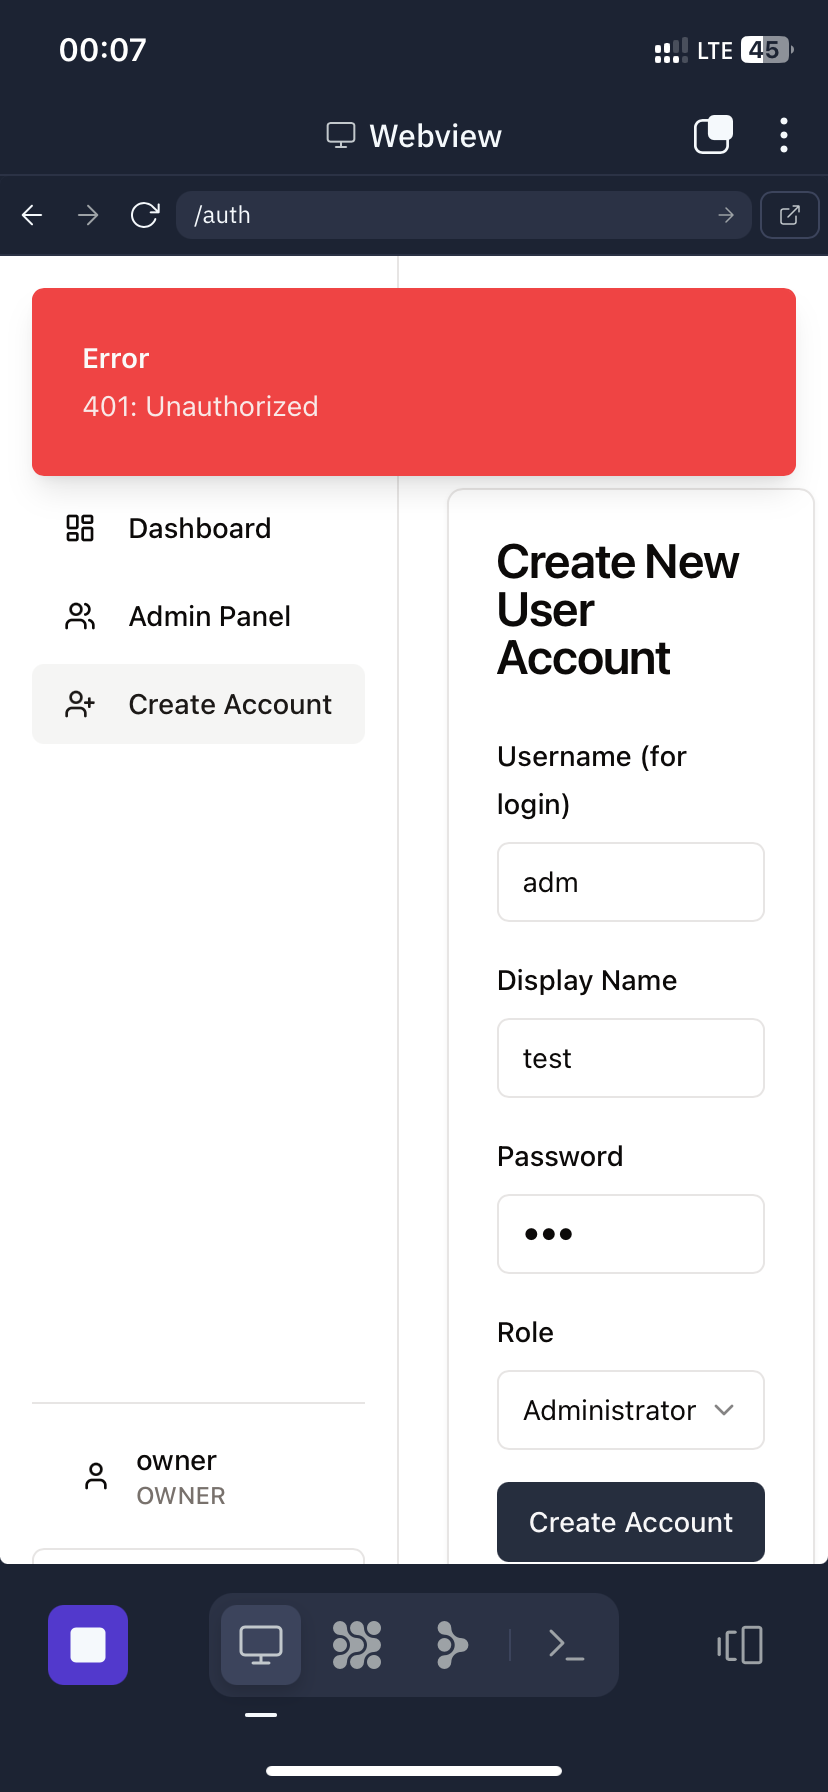 00:07
LTE 45
Webview
/auth
Error
401: Unauthorized
Dashboard
Admin Panel
Create Account
owner
OWNER
Create New
User
Account
Username (for
login)
adm
Display Name
test
Password
•••
Role
Administrator
Create Account